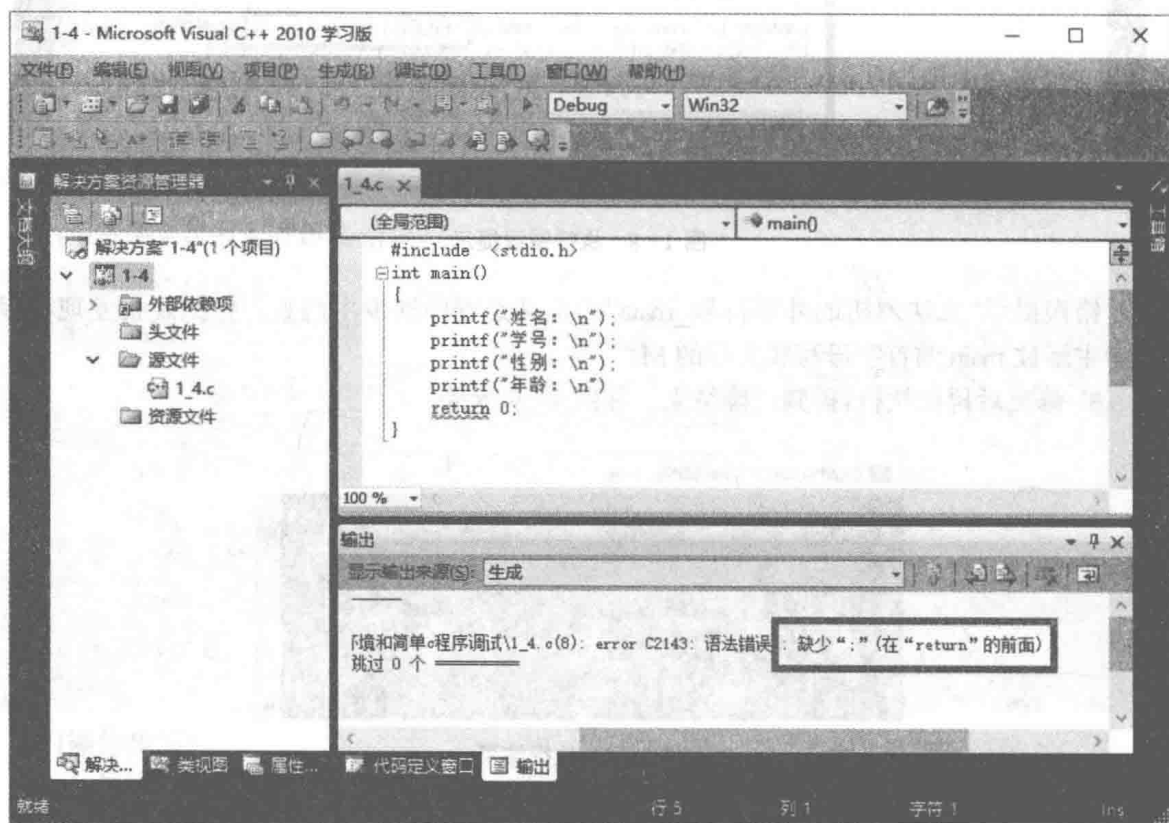 1-4 - Microsoft Visual C++ 2010 学习版
文件(F) 编辑(E) 视图(V) 项目(P) 生成(B) 调试(D) 工具(T) 窗口(W) 帮助(H)
Debug Win32
解决方案资源管理器
1_4.c
文档大纲
工具箱
(全局范围) main()
解决方案"1-4"(1 个项目)
1-4
外部依赖项
头文件
源文件
1_4.c
资源文件
#include <stdio.h>
int main()
{
printf("姓名：\n");
printf("学号：\n");
printf("性别：\n");
printf("年龄：\n")
return 0;
}
100 %
输出
显示输出来源(S): 生成
境和简单c程序调试\1_4.c(8): error C2143: 语法错误 : 缺少“;”(在“return”的前面)
跳过 0 个 ==========
解决... 类视图 属性...
代码定义窗口 输出
就绪 行 5 列 1 字符 1 Ins